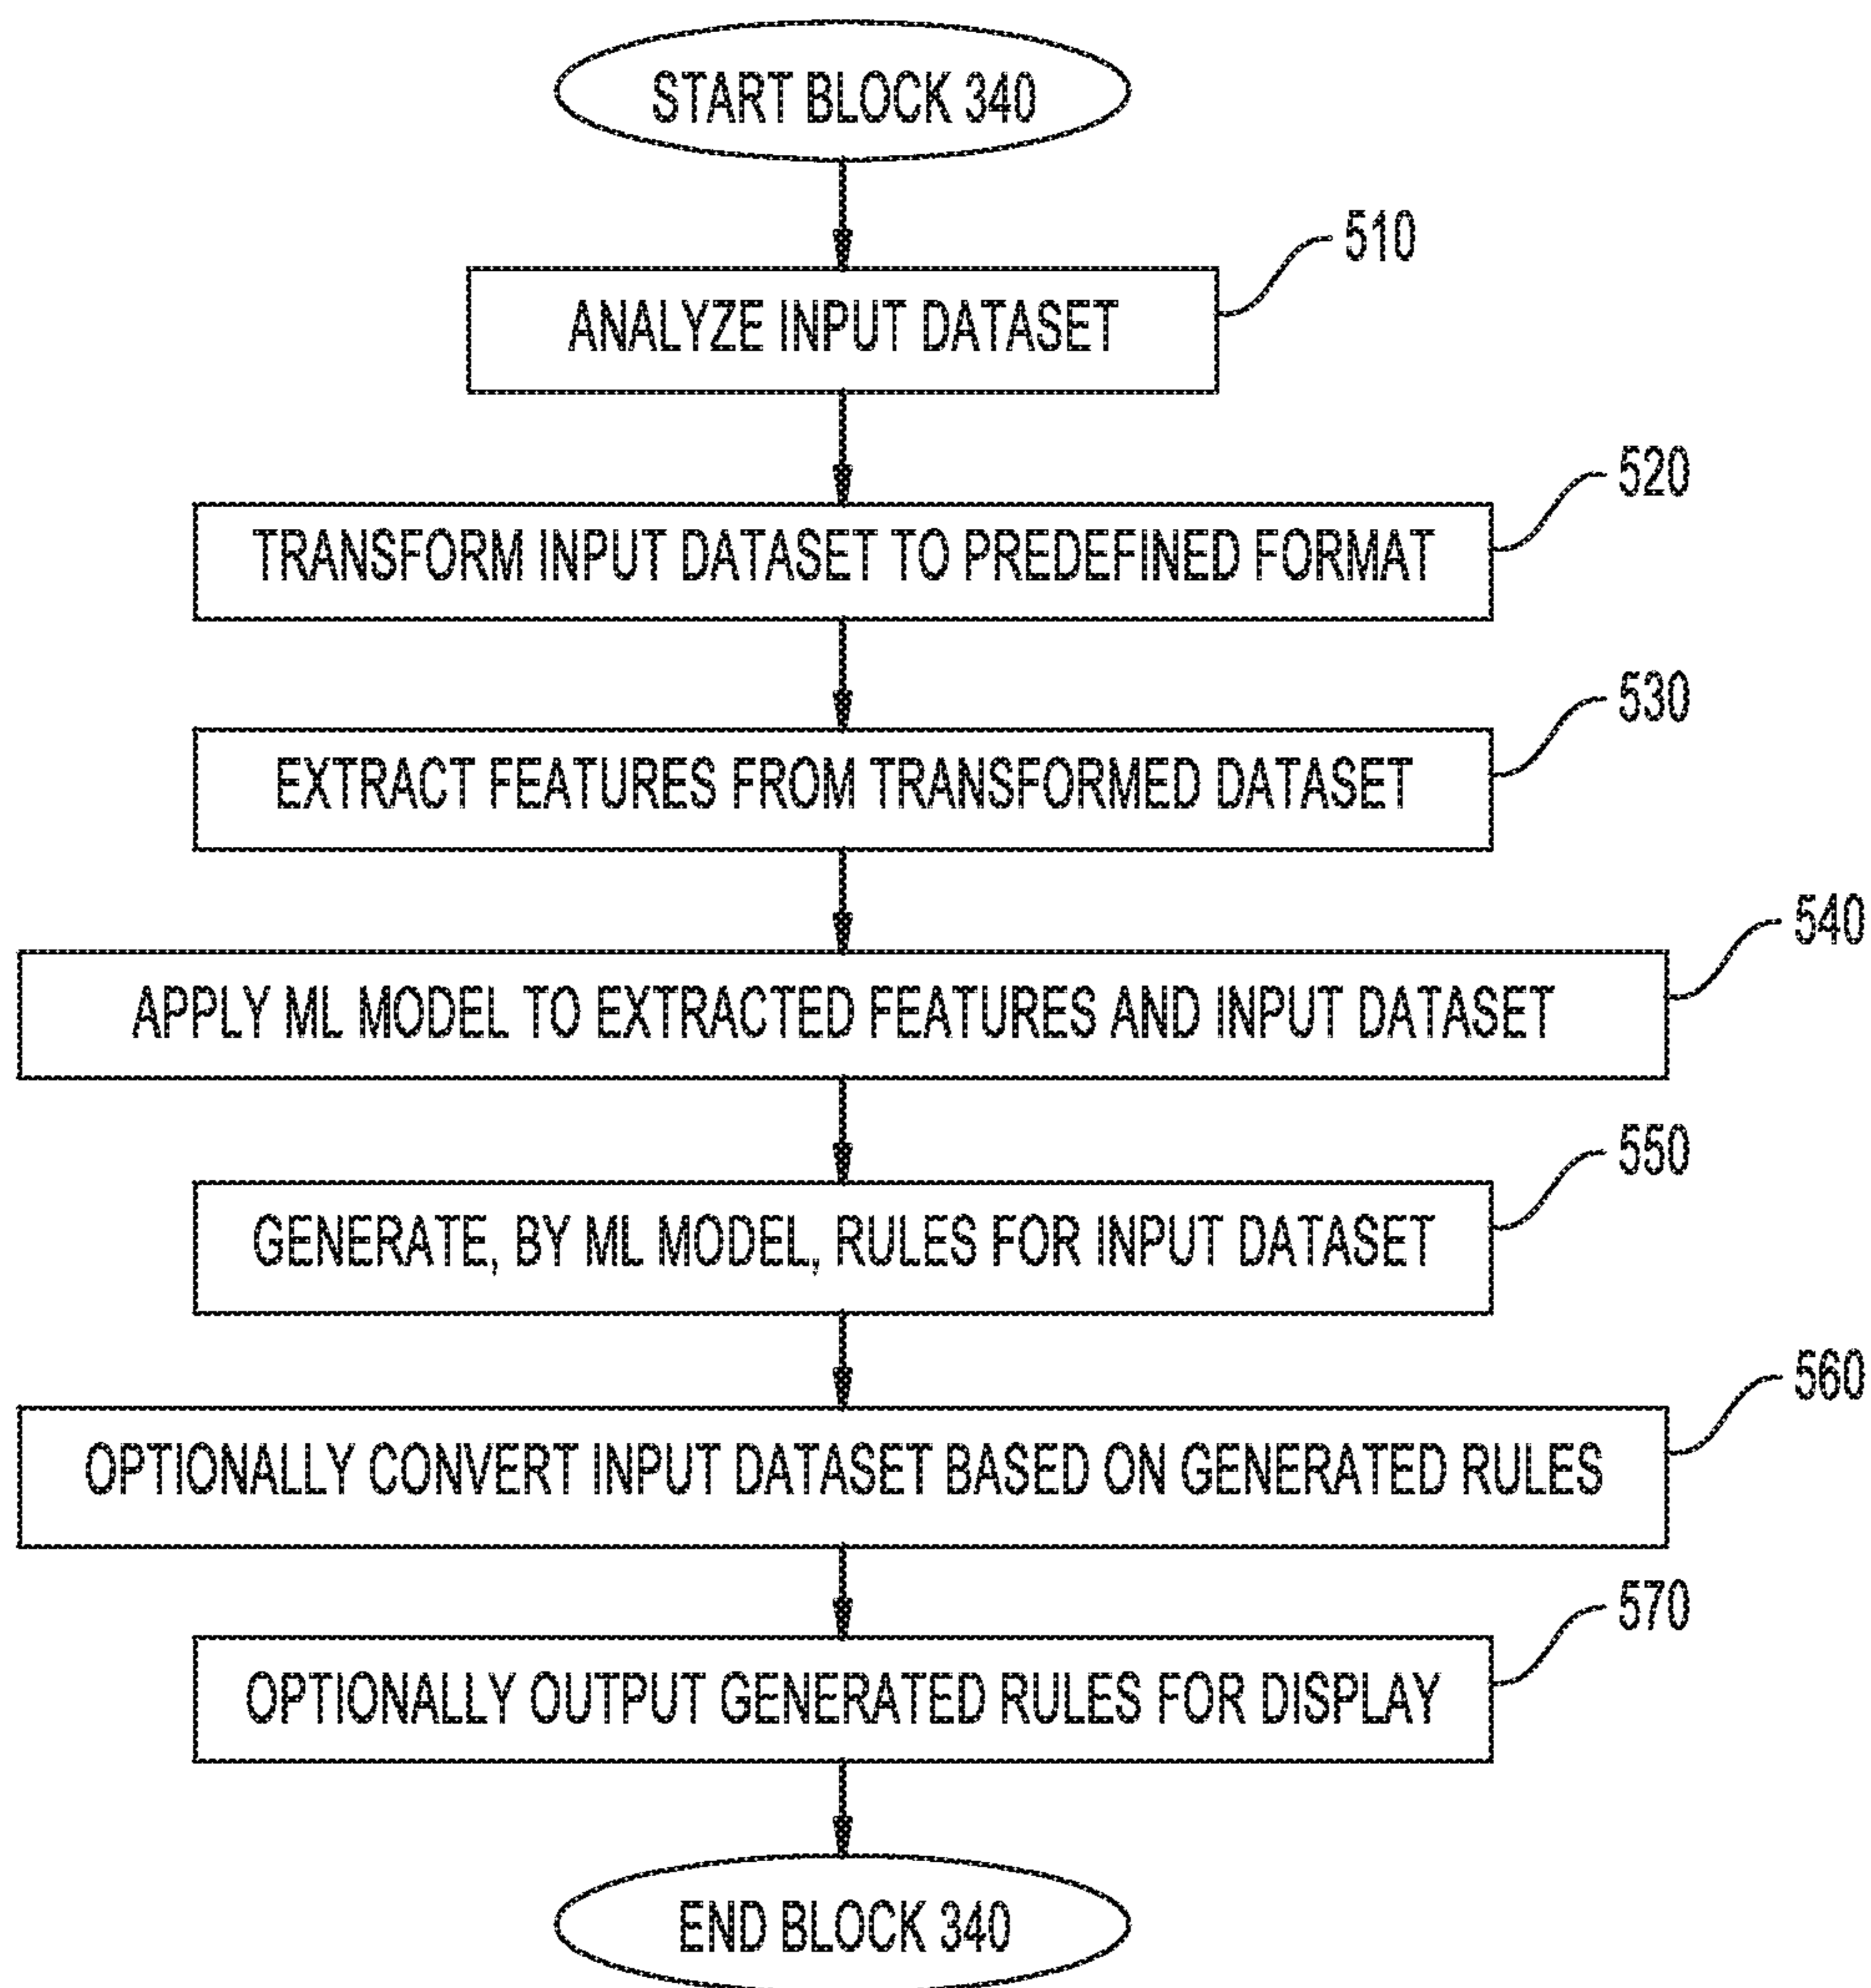 START BLOCK 340
510
ANALYZE INPUT DATASET
520
TRANSFORM INPUT DATASET TO PREDEFINED FORMAT
530
EXTRACT FEATURES FROM TRANSFORMED DATASET
540
APPLY ML MODEL TO EXTRACTED FEATURES AND INPUT DATASET
550
GENERATE, BY ML MODEL, RULES FOR INPUT DATASET
560
OPTIONALLY CONVERT INPUT DATASET BASED ON GENERATED RULES
570
OPTIONALLY OUTPUT GENERATED RULES FOR DISPLAY
END BLOCK 340